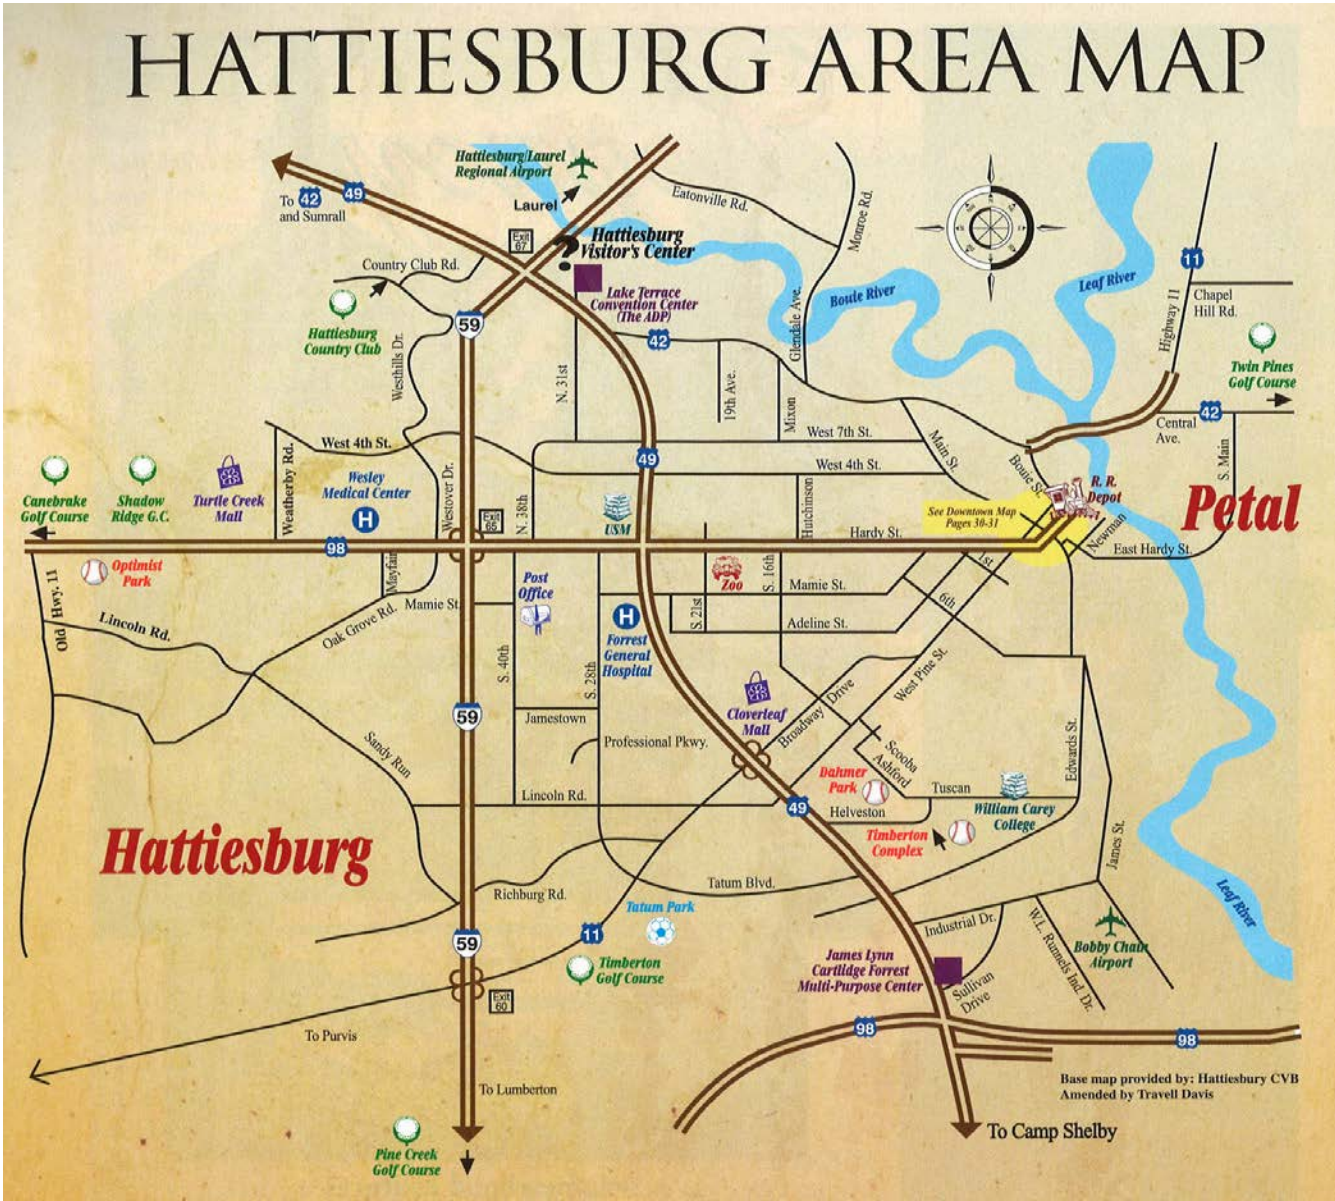 HATTIESBURG AREA MAP
Hattiesburg/Laurel
Regional Airport
Laurel
To 42
and Sumrall
49
Exit
67
?
Hattiesburg
Visitor's Center
Eatonville Rd.
Monroe Rd.
Country Club Rd.
Lake Terrace
Convention Center
(The ADP)
Bouie River
Leaf River
11
Chapel
Hill Rd.
Highway 11
Hattiesburg
Country Club
59
Westhills Dr.
42
Glendale Ave.
Twin Pines
Golf Course
N. 31st
19th Ave.
Mixon
42
Central
Ave.
S. Main
West 7th St.
Main St.
West 4th St.
Weatherby Rd.
49
West 4th St.
Bouie St.
Canebrake
Golf Course
Shadow
Ridge G.C.
Turtle Creek
Mall
Wesley
Medical Center
H
Westover Dr.
Exit
65
N. 38th
USM
Hutchinson
Hardy St.
See Downtown Map
Pages 30-31
R. R.
Depot
Petal
Newman
East Hardy St.
98
Optimist
Park
Mayfair
Post
Office
Zoo
S. 16th
Mamie St.
1st
6th
Old Hwy. 11
Lincoln Rd.
Oak Grove Rd.
Mamie St.
H
Forrest
General
Hospital
S. 21st
Adeline St.
S. 40th
S. 28th
West Pine St.
Cloverleaf
Mall
Broadway Drive
59
Jamestown
Professional Pkwy.
Scooba
Ashford
Edwards St.
Sandy Run
Dahmer
Park
Tuscan
William Carey
College
Lincoln Rd.
49
Helveston
Timberton
Complex
James St.
Hattiesburg
Richburg Rd.
Tatum Blvd.
Leaf River
Tatum Park
11
59
Industrial Dr.
W.L. Runnels Ind. Dr.
Bobby Chain
Airport
Timberton
Golf Course
James Lynn
Cartlidge Forrest
Multi-Purpose Center
Sullivan
Drive
Exit
60
98
98
To Purvis
To Lumberton
Base map provided by: Hattiesbury CVB
Amended by Travell Davis
To Camp Shelby
Pine Creek
Golf Course